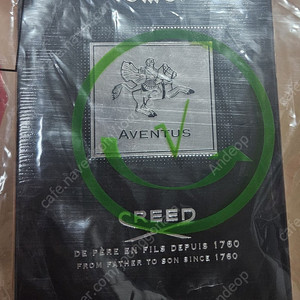 AVENTUS
CREED
DE PÈRE EN FILS DEPUIS 1760
FROM FATHER TO SON SINCE 1760